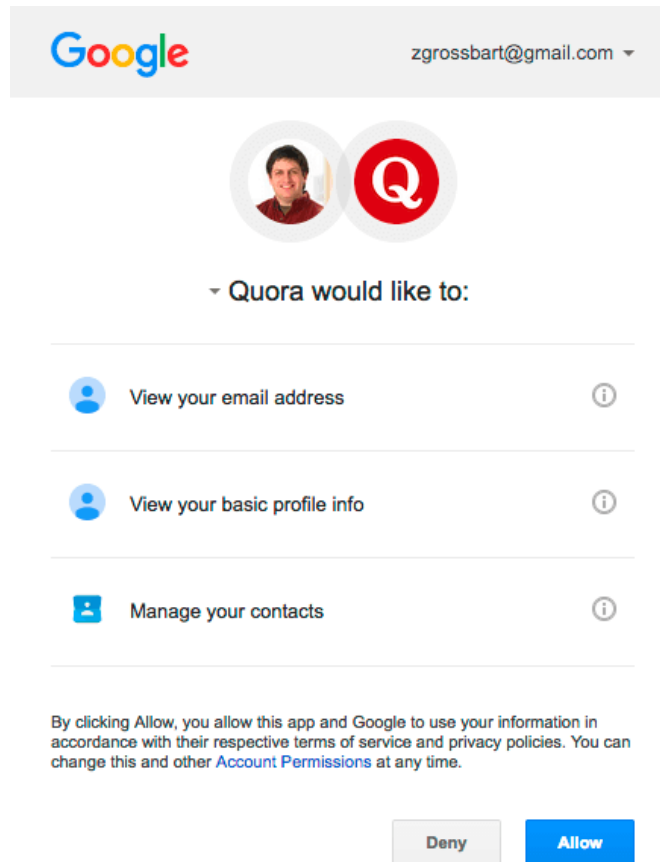 Google
zgrossbart@gmail.com
Q
Quora would like to:
View your email address
View your basic profile info
Manage your contacts
By clicking Allow, you allow this app and Google to use your information in
accordance with their respective terms of service and privacy policies. You can
change this and other Account Permissions at any time.
Deny
Allow